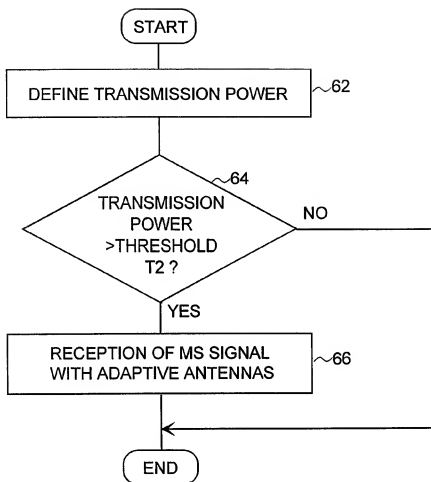 START
DEFINE TRANSMISSION POWER
62
64
TRANSMISSION
POWER
>THRESHOLD
T2 ?
NO
YES
RECEPTION OF MS SIGNAL
WITH ADAPTIVE ANTENNAS
66
END